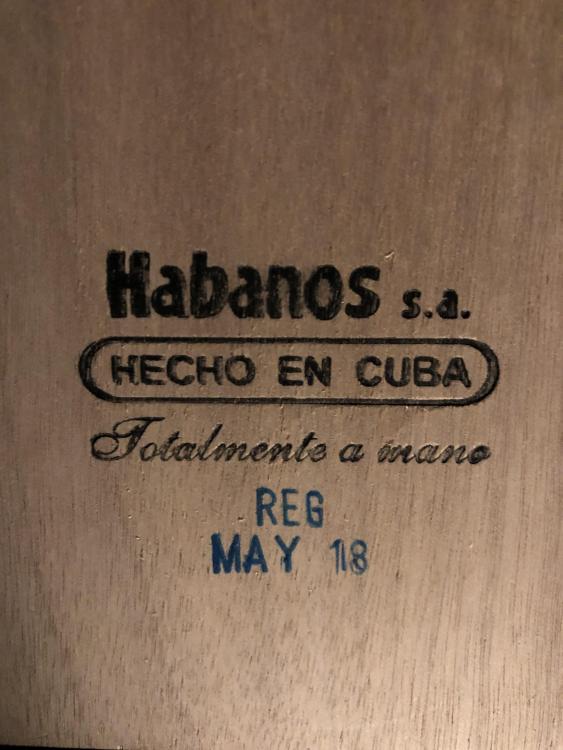 Habanos s.a.
HECHO EN CUBA
Totalmente a mano
REG
MAY 18